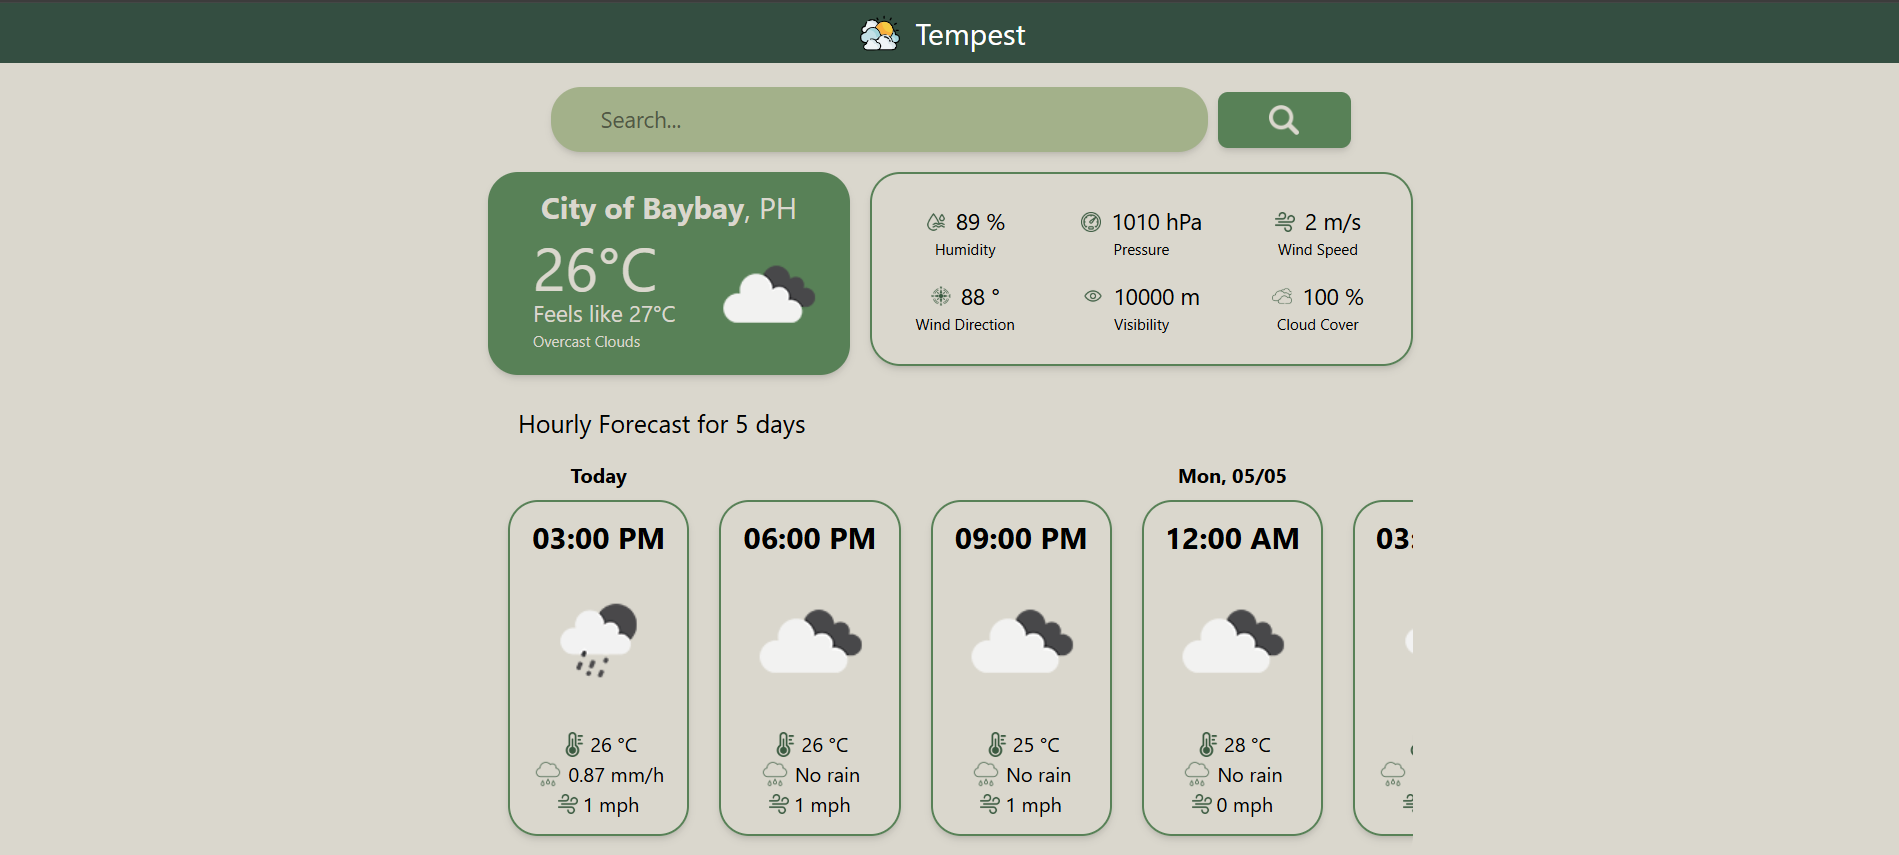 Tempest
Search...
City of Baybay, PH
26°C
Feels like 27°C
Overcast Clouds
89 %
Humidity
1010 hPa
Pressure
2 m/s
Wind Speed
88 °
Wind Direction
10000 m
Visibility
100 %
Cloud Cover
Hourly Forecast for 5 days
Today
03:00 PM
26 °C
0.87 mm/h
1 mph
06:00 PM
26 °C
No rain
1 mph
09:00 PM
25 °C
No rain
1 mph
Mon, 05/05
12:00 AM
28 °C
No rain
0 mph
03: